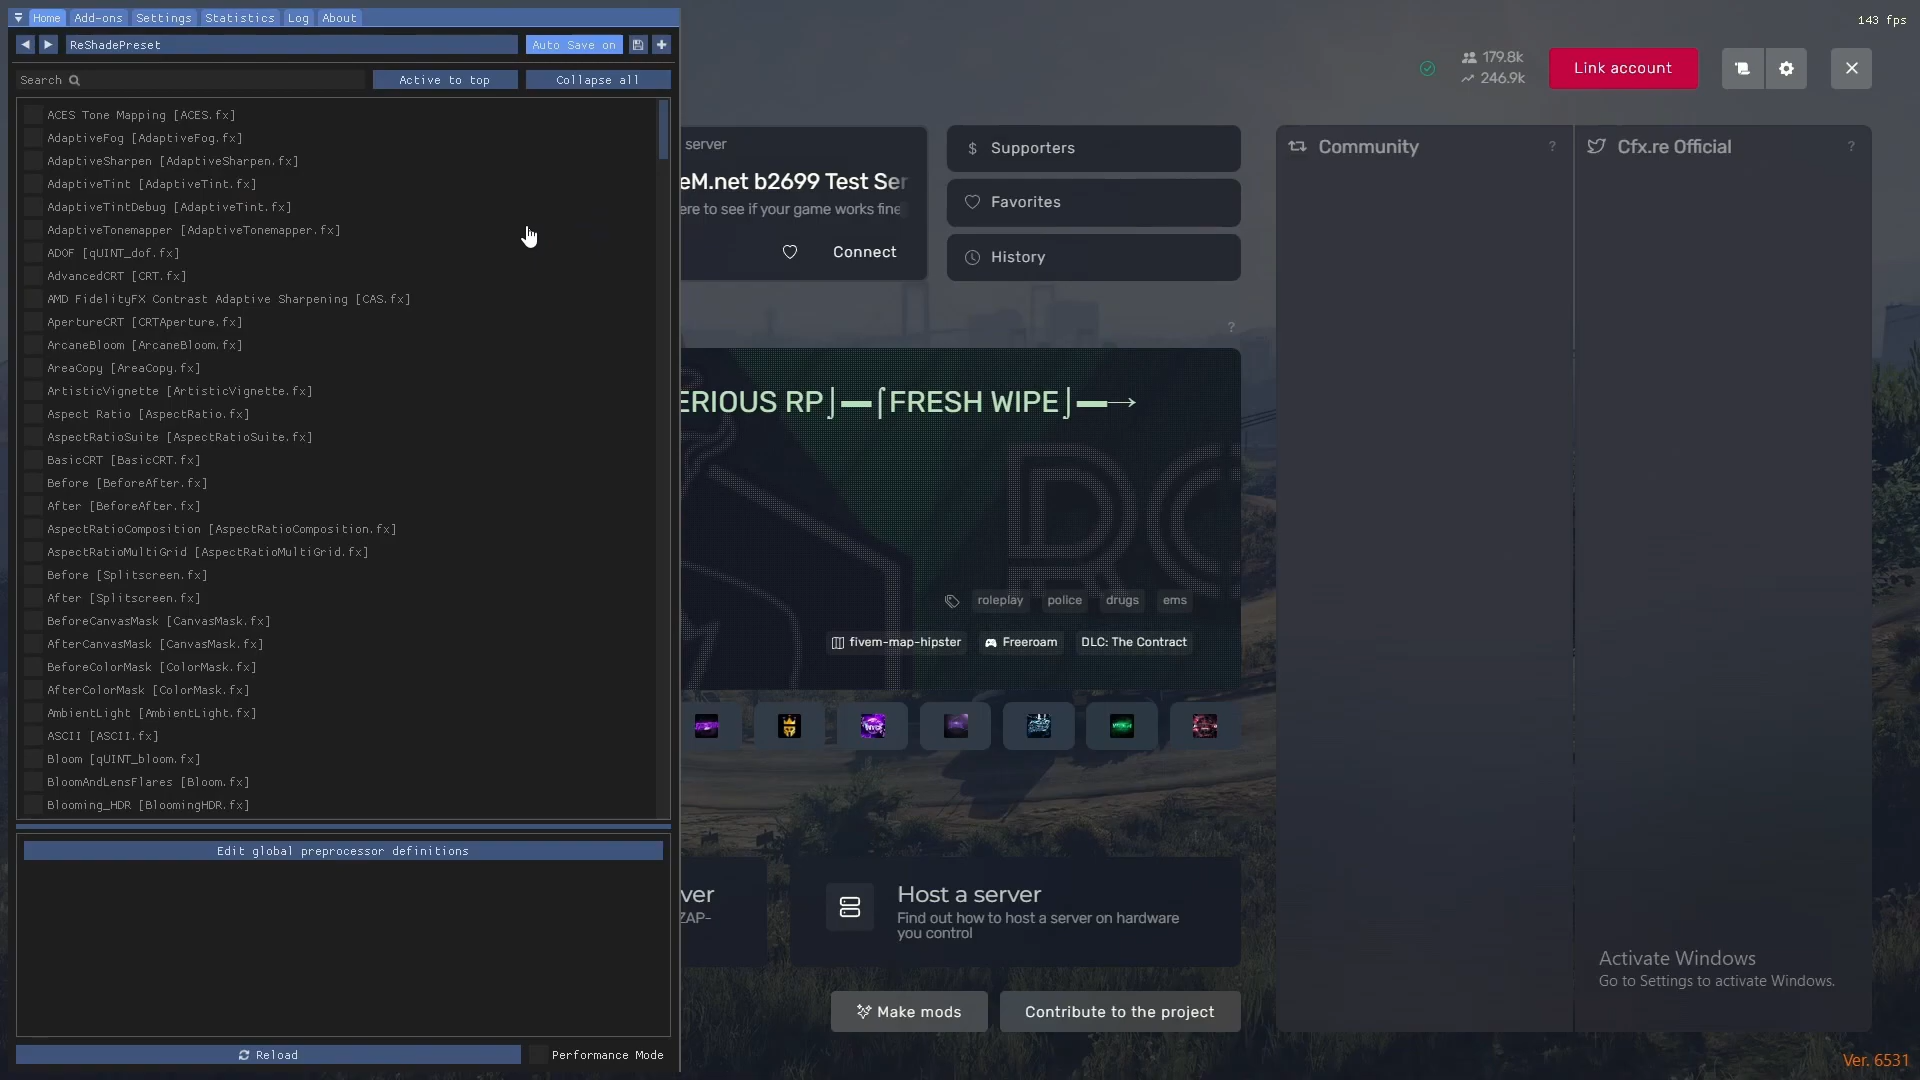 Home Add-ons Settings Statistics Log About
ReShadePreset Auto Save on
Search Active to top Collapse all
ACES Tone Mapping [ACES.fx]
AdaptiveFog [AdaptiveFog.fx]
AdaptiveSharpen [AdaptiveSharpen.fx]
AdaptiveTint [AdaptiveTint.fx]
AdaptiveTintDebug [AdaptiveTint.fx]
AdaptiveTonemapper [AdaptiveTonemapper.fx]
ADOF [qUINT_dof.fx]
AdvancedCRT [CRT.fx]
AMD FidelityFX Contrast Adaptive Sharpening [CAS.fx]
ApertureCRT [CRTAperture.fx]
ArcaneBloom [ArcaneBloom.fx]
AreaCopy [AreaCopy.fx]
ArtisticVignette [ArtisticVignette.fx]
Aspect Ratio [AspectRatio.fx]
AspectRatioSuite [AspectRatioSuite.fx]
BasicCRT [BasicCRT.fx]
Before [BeforeAfter.fx]
After [BeforeAfter.fx]
AspectRatioComposition [AspectRatioComposition.fx]
AspectRatioMultiGrid [AspectRatioMultiGrid.fx]
Before [Splitscreen.fx]
After [Splitscreen.fx]
BeforeCanvasMask [CanvasMask.fx]
AfterCanvasMask [CanvasMask.fx]
BeforeColorMask [ColorMask.fx]
AfterColorMask [ColorMask.fx]
AmbientLight [AmbientLight.fx]
ASCII [ASCII.fx]
Bloom [qUINT_bloom.fx]
BloomAndLensFlares [Bloom.fx]
Blooming_HDR [BloomingHDR.fx]
Edit global preprocessor definitions
Reload Performance Mode
143 fps
179.8k
246.9k
Link account
server
eM.net b2699 Test Ser
ere to see if your game works fine
Connect
$ Supporters
Favorites
History
?
Community ?
Cfx.re Official ?
ERIOUS RP⌋▬⌈FRESH WIPE⌋▬→
roleplay police drugs ems
fivem-map-hipster Freeroam DLC: The Contract
ver
ZAP-
Host a server
Find out how to host a server on hardware
you control
Make mods Contribute to the project
Activate Windows
Go to Settings to activate Windows.
Ver. 6531